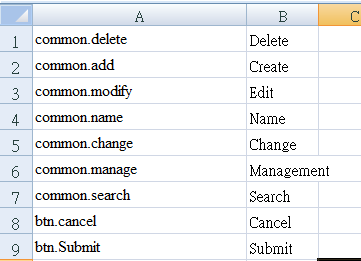 A B C
1 common.delete Delete
2 common.add Create
3 common.modify Edit
4 common.name Name
5 common.change Change
6 common.manage Management
7 common.search Search
8 btn.cancel Cancel
9 btn.Submit Submit